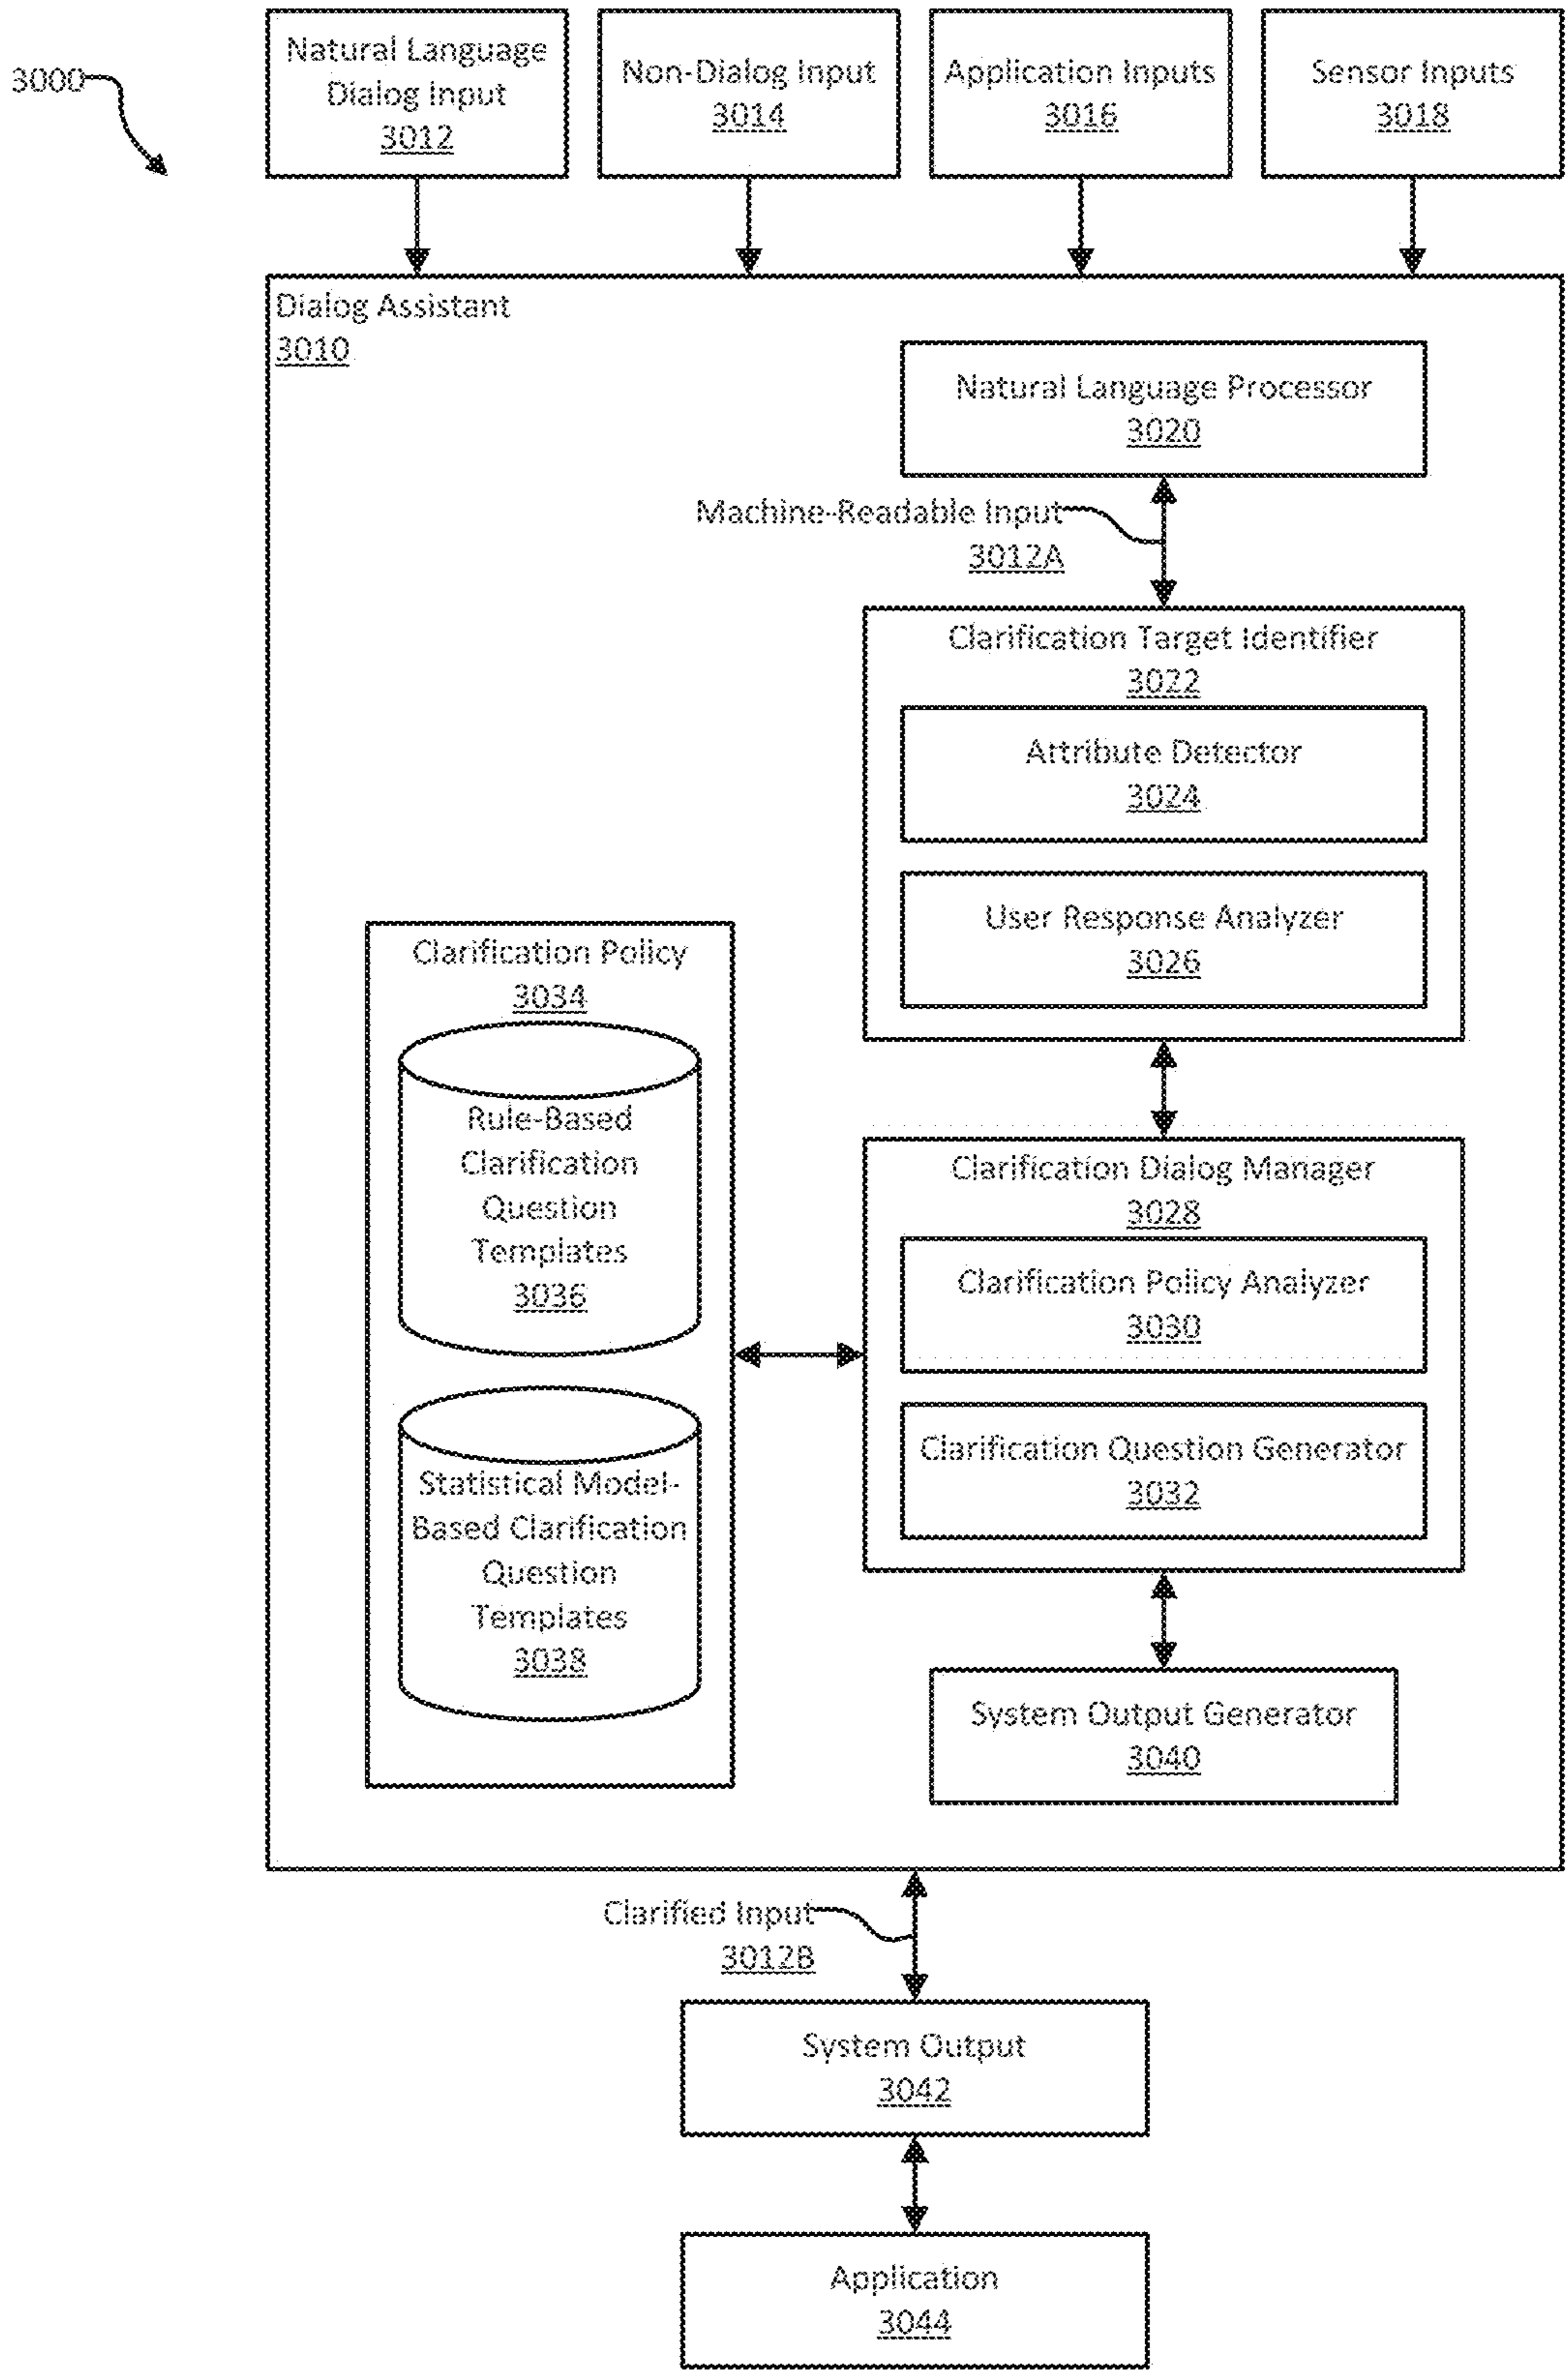 3000
Natural Language
Dialog Input
3012
Non-Dialog Input
3014
Application Inputs
3016
Sensor Inputs
3018
Dialog Assistant
3010
Natural Language Processor
3020
Machine-Readable Input
3012A
Clarification Target Identifier
3022
Attribute Detector
3024
User Response Analyzer
3026
Clarification Policy
3034
Rule-Based
Clarification
Question
Templates
3036
Statistical Model-
Based Clarification
Question
Templates
3038
Clarification Dialog Manager
3028
Clarification Policy Analyzer
3030
Clarification Question Generator
3032
System Output Generator
3040
Clarified Input
3012B
System Output
3042
Application
3044